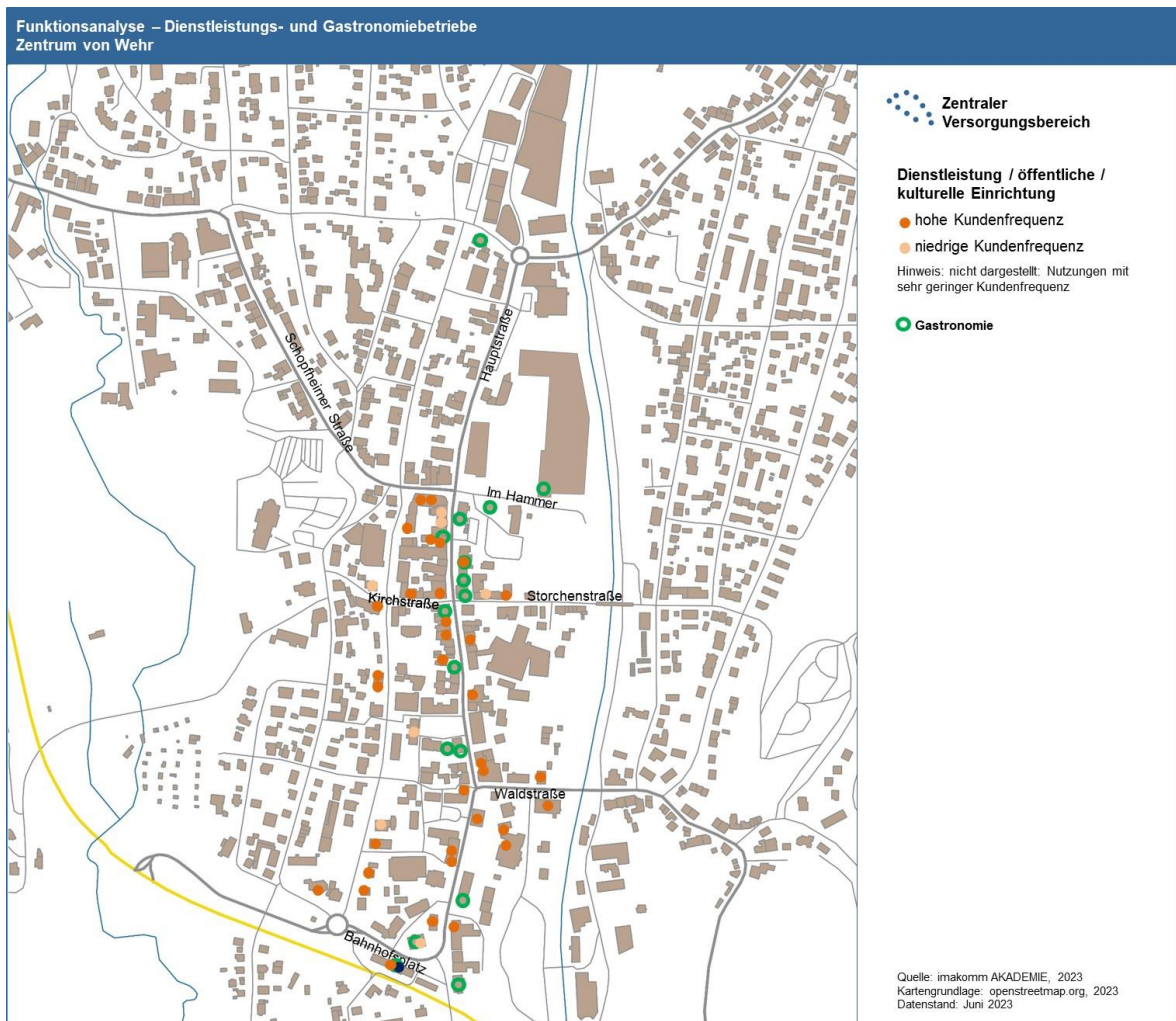 Funktionsanalyse – Dienstleistungs- und Gastronomiebetriebe
Zentrum von Wehr
Zentraler
Versorgungsbereich
Dienstleistung / öffentliche /
kulturelle Einrichtung
hohe Kundenfrequenz
niedrige Kundenfrequenz
Hinweis: nicht dargestellt: Nutzungen mit
sehr geringer Kundenfrequenz
Gastronomie
Hauptstraße
Schopfheimer Straße
Im Hammer
Kirchstraße
Storchenstraße
Waldstraße
Bahnhofsplatz
Quelle: imakomm AKADEMIE, 2023
Kartengrundlage: openstreetmap.org, 2023
Datenstand: Juni 2023